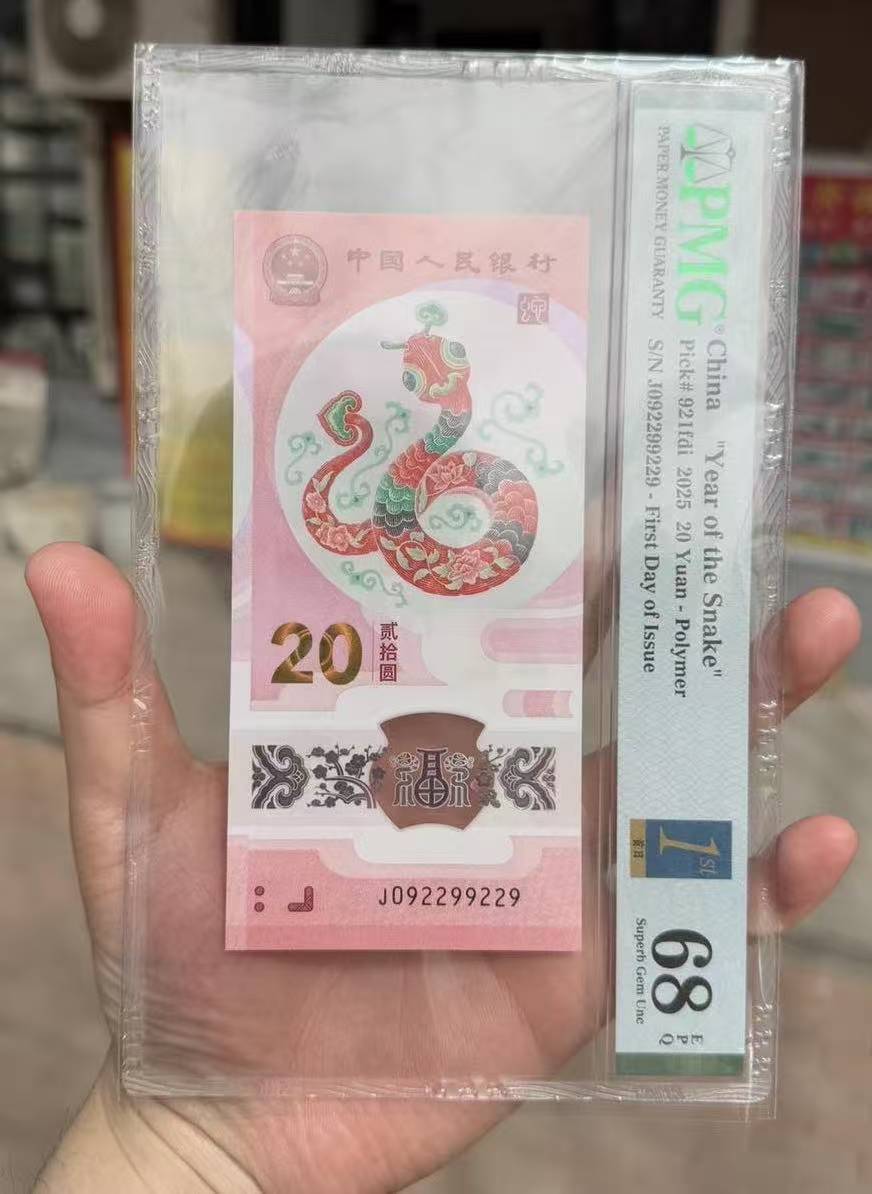 中国人民银行
20
贰拾圆
福
J092299229
PMG®
PAPER MONEY GUARANTY
China "Year of the Snake"
Pick# 921fdi 2025 20 Yuan - Polymer
S/N J092299229 - First Day of Issue
1st
首日
68
EPQ
Superb Gem Unc